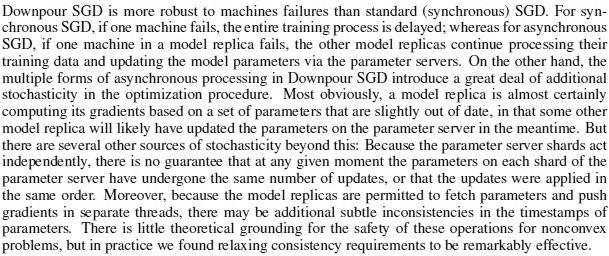 Downpour SGD is more robust to machines failures than standard (synchronous) SGD. For syn-
chronous SGD, if one machine fails, the entire training process is delayed; whereas for asynchronous
SGD, if one machine in a model replica fails, the other model replicas continue processing their
training data and updating the model parameters via the parameter servers. On the other hand, the
multiple forms of asynchronous processing in Downpour SGD introduce a great deal of additional
stochasticity in the optimization procedure. Most obviously, a model replica is almost certainly
computing its gradients based on a set of parameters that are slightly out of date, in that some other
model replica will likely have updated the parameters on the parameter server in the meantime. But
there are several other sources of stochasticity beyond this: Because the parameter server shards act
independently, there is no guarantee that at any given moment the parameters on each shard of the
parameter server have undergone the same number of updates, or that the updates were applied in
the same order. Moreover, because the model replicas are permitted to fetch parameters and push
gradients in separate threads, there may be additional subtle inconsistencies in the timestamps of
parameters. There is little theoretical grounding for the safety of these operations for nonconvex
problems, but in practice we found relaxing consistency requirements to be remarkably effective.